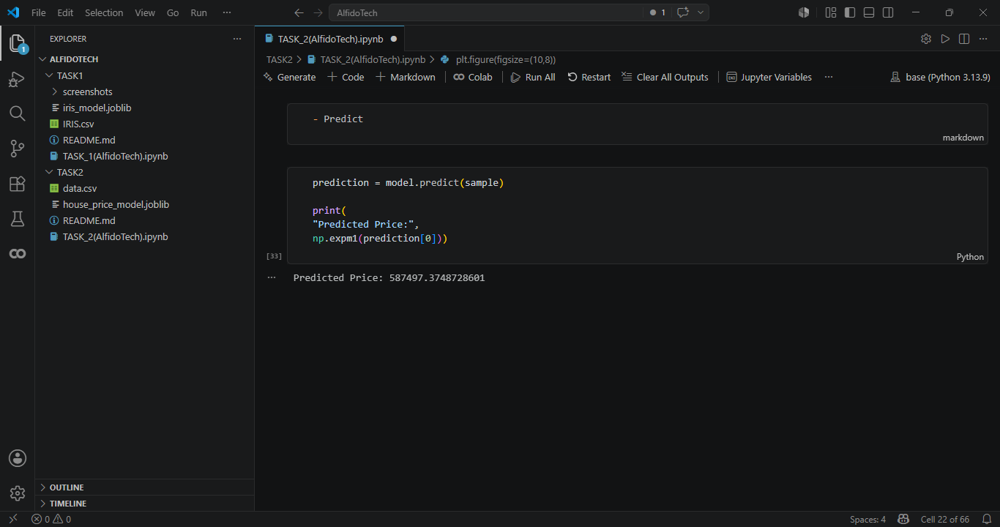 File Edit Selection View Go Run ···
AlfidoTech
1
EXPLORER ···
ALFIDOTECH
TASK1
screenshots
iris_model.joblib
IRIS.csv
README.md
TASK_1(AlfidoTech).ipynb
TASK2
data.csv
house_price_model.joblib
README.md
TASK_2(AlfidoTech).ipynb
OUTLINE
TIMELINE
1
TASK_2(AlfidoTech).ipynb
TASK2 > TASK_2(AlfidoTech).ipynb > plt.figure(figsize=(10,8))
Generate + Code + Markdown Colab Run All Restart Clear All Outputs Jupyter Variables ··· base (Python 3.13.9)
- Predict
markdown
prediction = model.predict(sample)
print(
"Predicted Price:",
np.expm1(prediction[0]))
[33]
Python
··· Predicted Price: 587497.3748728601
0 0 Spaces: 4 Cell 22 of 66